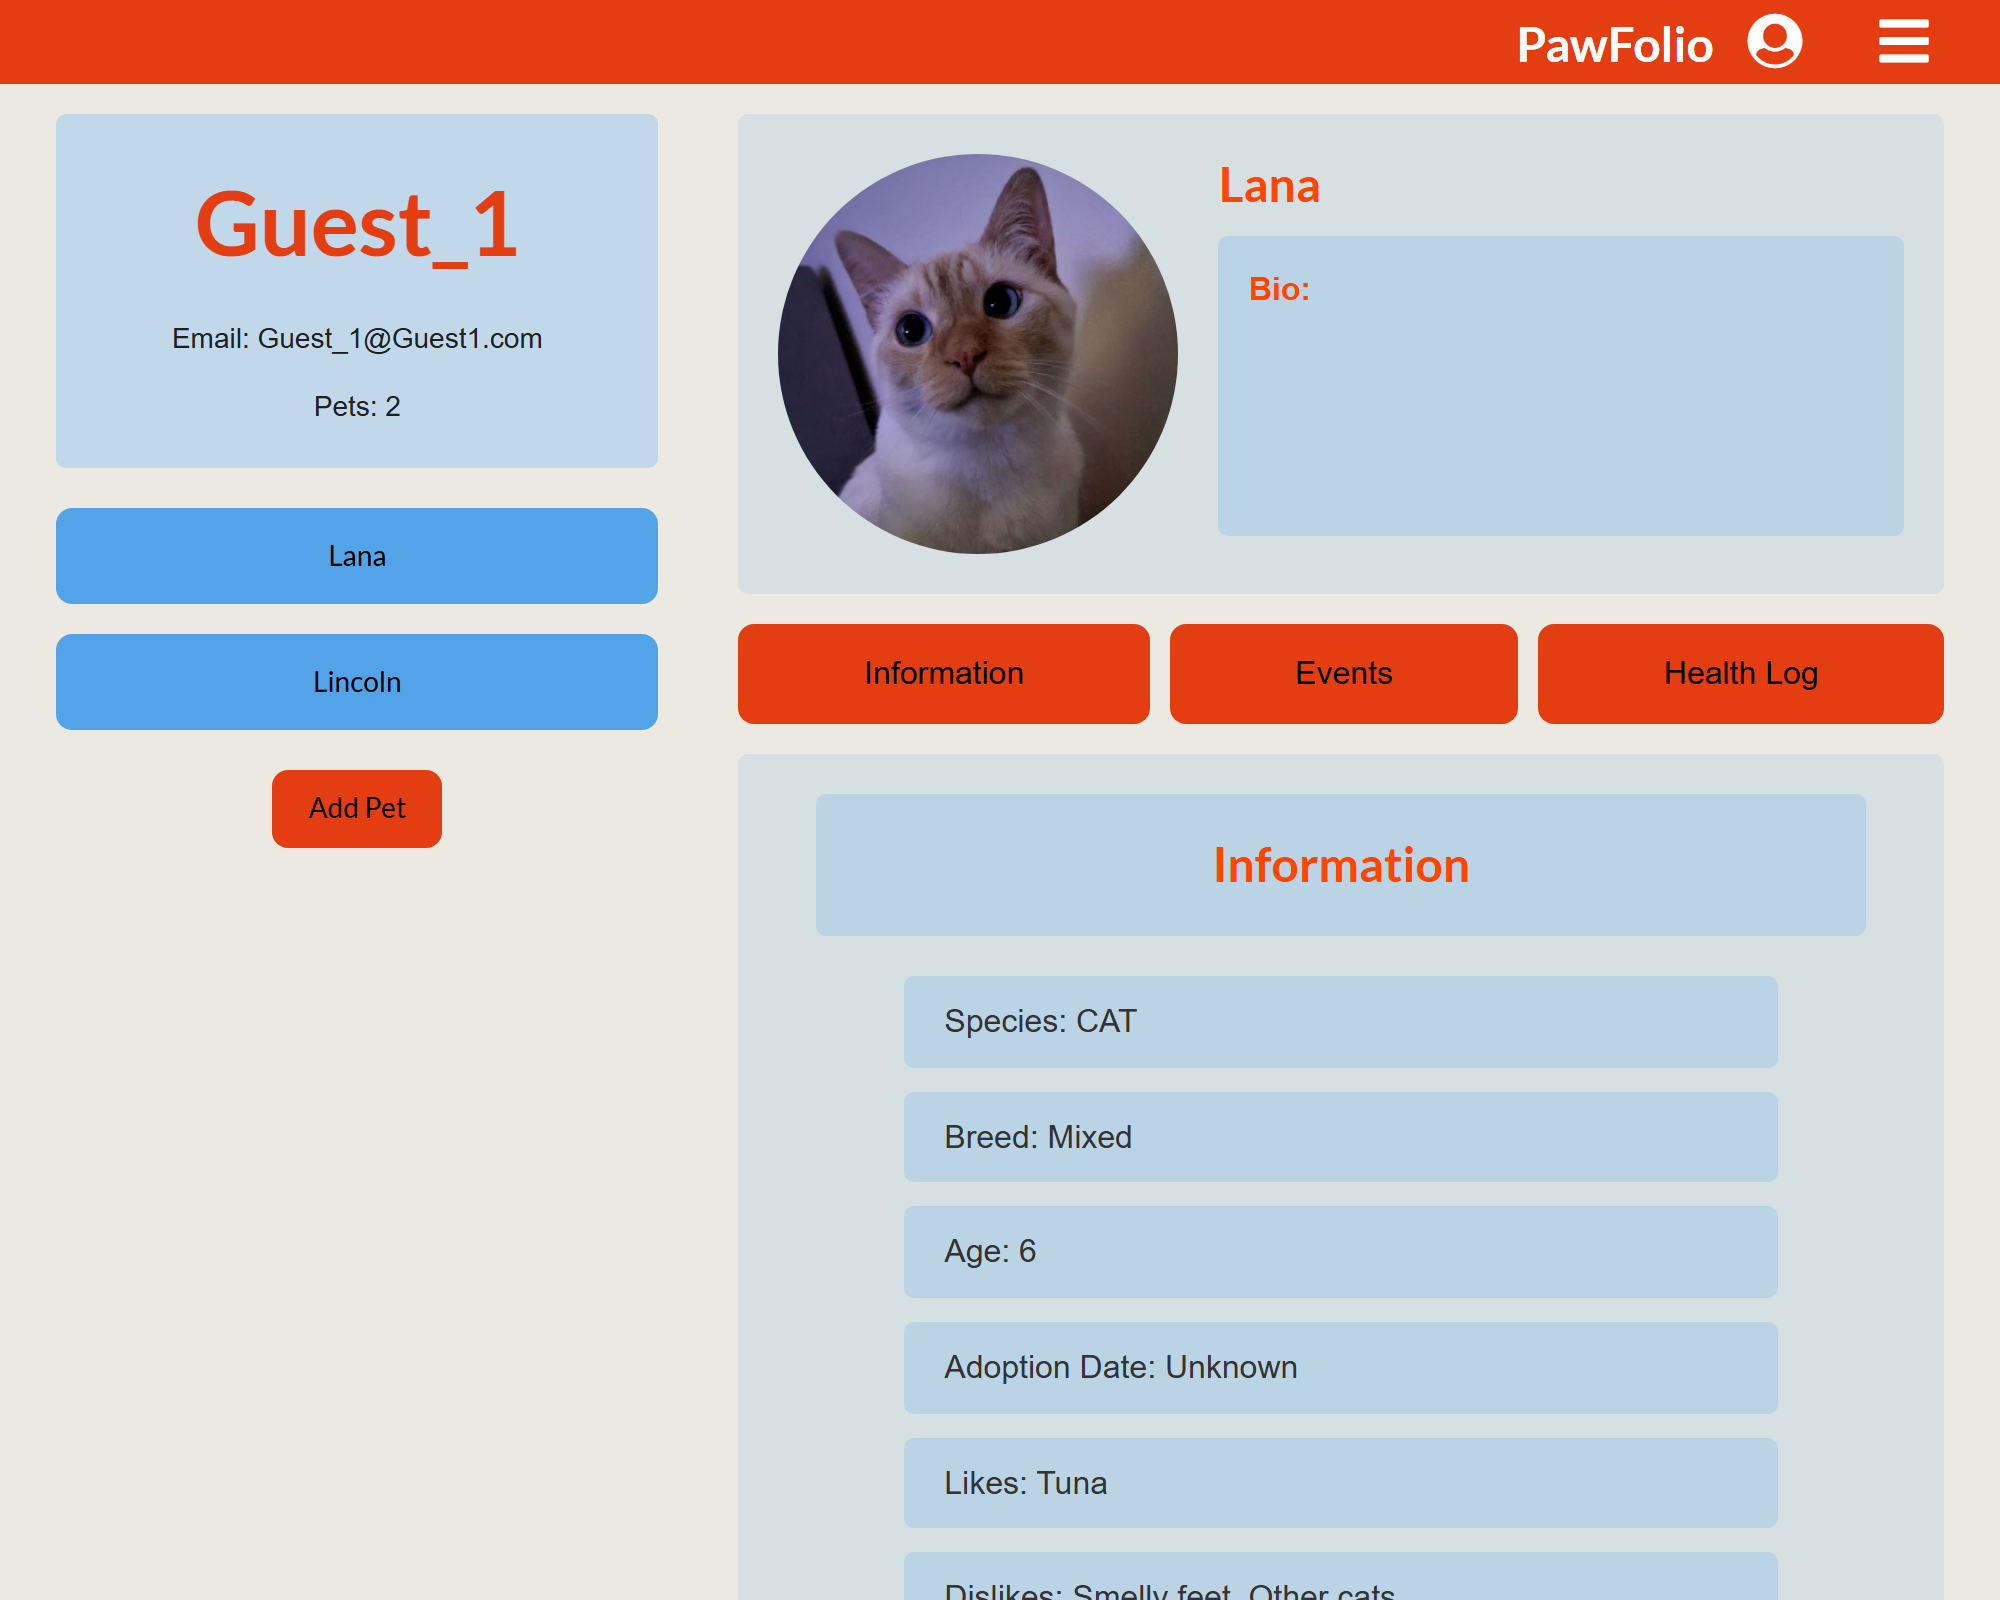 PawFolio
Guest_1
Email: Guest_1@Guest1.com
Pets: 2
Lana
Lincoln
Add Pet
Lana
Bio:
Information
Events
Health Log
Information
Species: CAT
Breed: Mixed
Age: 6
Adoption Date: Unknown
Likes: Tuna
Dislikes: Smelly feet, Other cats